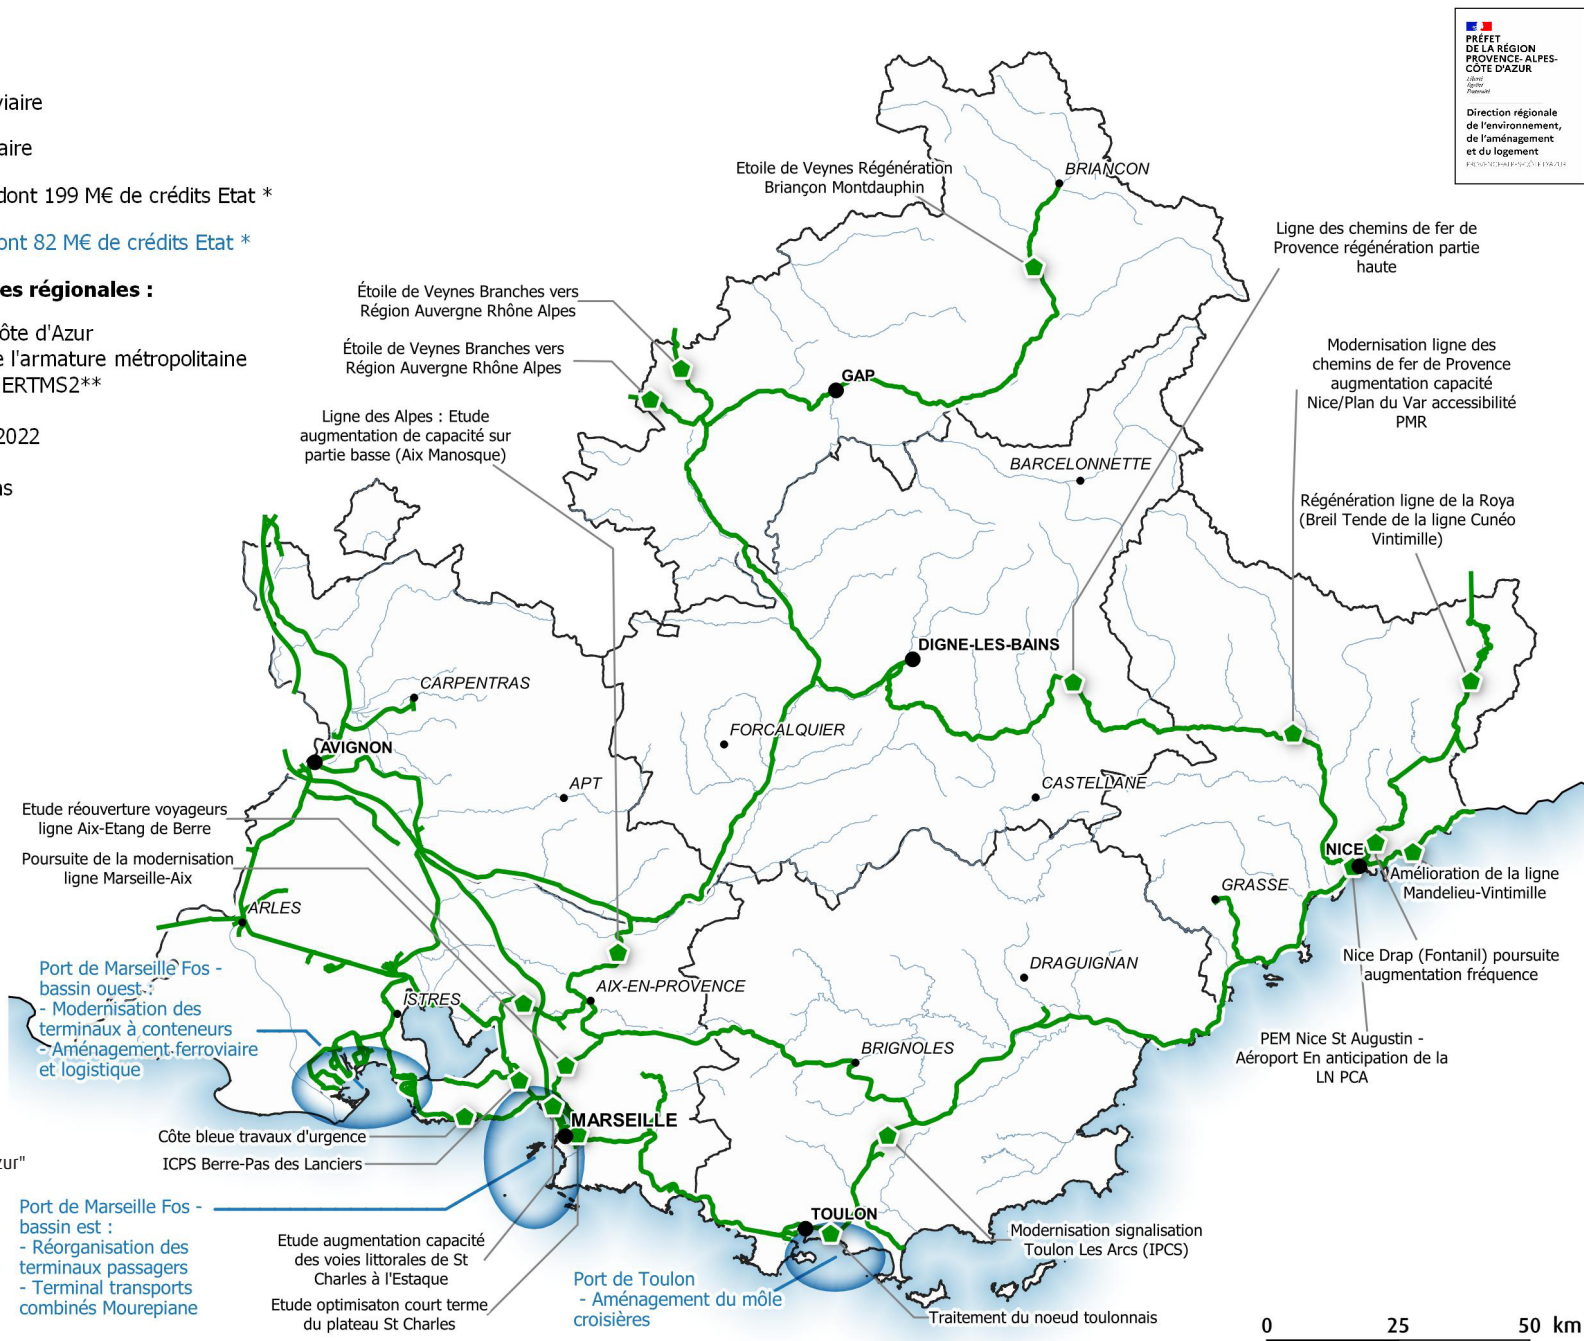 PRÉFET
DE LA RÉGION
PROVENCE- ALPES-
CÔTE D'AZUR
Liberté
Égalité
Fraternité
Direction régionale
de l'environnement,
de l'aménagement
et du logement
PROVENCE-ALPES-CÔTE D'AZUR
viaire
aire
dont 199 M€ de crédits Etat *
ont 82 M€ de crédits Etat *
es régionales :
ôte d'Azur
e l'armature métropolitaine
ERTMS2**
2022
ns
Etoile de Veynes Régénération
Briançon Montdauphin
BRIANCON
Ligne des chemins de fer de
Provence régénération partie
haute
Étoile de Veynes Branches vers
Région Auvergne Rhône Alpes
Étoile de Veynes Branches vers
Région Auvergne Rhône Alpes
GAP
Modernisation ligne des
chemins de fer de Provence
augmentation capacité
Nice/Plan du Var accessibilité
PMR
Ligne des Alpes : Etude
augmentation de capacité sur
partie basse (Aix Manosque)
BARCELONNETTE
Régénération ligne de la Roya
(Breil Tende de la ligne Cunéo
Vintimille)
DIGNE-LES-BAINS
CARPENTRAS
FORCALQUIER
AVIGNON
APT
CASTELLANE
Etude réouverture voyageurs
ligne Aix-Etang de Berre
Poursuite de la modernisation
ligne Marseille-Aix
NICE
Amélioration de la ligne
Mandelieu-Vintimille
GRASSE
ARLES
Nice Drap (Fontanil) poursuite
augmentation fréquence
DRAGUIGNAN
Port de Marseille Fos -
bassin ouest :
- Modernisation des
terminaux à conteneurs
- Aménagement ferroviaire
et logistique
ISTRES
AIX-EN-PROVENCE
PEM Nice St Augustin -
Aéroport En anticipation de la
LN PCA
BRIGNOLES
MARSEILLE
Côte bleue travaux d'urgence
ICPS Berre-Pas des Lanciers
zur"
Port de Marseille Fos -
bassin est :
- Réorganisation des
terminaux passagers
- Terminal transports
combinés Mourepiane
TOULON
Modernisation signalisation
Toulon Les Arcs (IPCS)
Etude augmentation capacité
des voies littorales de St
Charles à l'Estaque
Etude optimisaton court terme
du plateau St Charles
Port de Toulon
- Aménagement du môle
croisières
Traitement du noeud toulonnais
0 25 50 km